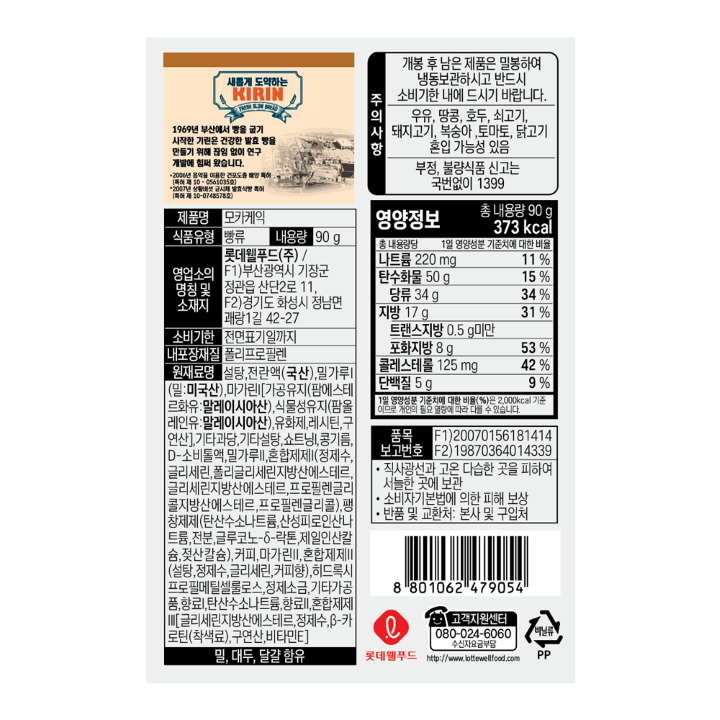 새롭게 도약하는
KIRIN
FRESH SLOW BREAD
1969년 부산에서 빵을 굽기
시작한 기린은 건강한 발효 빵을
만들기 위해 끊임 없이 연구
개발에 힘써 왔습니다.
*2006년 음악을 이용한 건포도종 배양 특허
(특허 제 10 - 0561035호)
*2007년 상황버섯 균사체 발효식빵 특허
(특허 제 10-0748578호)
제품명 모카케익
식품유형 빵류 내용량 90 g
영업소의 명칭 및 소재지
롯데웰푸드(주) /
F1)부산광역시 기장군
정관읍 산단2로 11,
F2)경기도 화성시 정남면
괘랑1길 42-27
소비기한 전면표기일까지
내포장재질 폴리프로필렌
원재료명 설탕,전란액(국산),밀가루I
(밀:미국산),마가린I[가공유지(팜에스테
르화유:말레이시아산),식물성유지(팜올
레인유:말레이시아산),유화제,레시틴,구
연산],기타과당,기타설탕,쇼트닝,콩기름,
D-소비톨액,밀가루II,혼합제제I(정제수,
글리세린,폴리글리세린지방산에스테르,
글리세린지방산에스테르,프로필렌글리
콜지방산에스테르,프로필렌글리콜),팽
창제제(탄산수소나트륨,산성피로인산나
트륨,전분,글루코노-δ-락톤,제일인산칼
슘,젖산칼슘),커피,마가린II,혼합제제II
(설탕,정제수,글리세린,커피향),히드록시
프로필메틸셀룰로스,정제소금,기타가공
품,향료I,탄산수소나트륨,향료II,혼합제제
III[글리세린지방산에스테르,정제수,β-카
로틴(착색료),구연산,비타민E]
밀, 대두, 달걀 함유
주의사항
개봉 후 남은 제품은 밀봉하여
냉동보관하시고 반드시
소비기한 내에 드시기 바랍니다.
우유, 땅콩, 호두, 쇠고기,
돼지고기, 복숭아 ,토마토, 닭고기
혼입 가능성 있음
부정, 불량식품 신고는
국번없이 1399
영양정보 총 내용량 90 g
373 kcal
총 내용량당 1일 영양성분 기준치에 대한 비율
나트륨 220 mg 11 %
탄수화물 50 g 15 %
당류 34 g 34 %
지방 17 g 31 %
트랜스지방 0.5 g미만
포화지방 8 g 53 %
콜레스테롤 125 mg 42 %
단백질 5 g 9 %
1일 영양성분 기준치에 대한 비율(%)은 2,000kcal 기준
이므로 개인의 필요 열량에 따라 다를 수 있습니다.
품목 보고번호
F1)20070156181414
F2)19870364014339
• 직사광선과 고온 다습한 곳을 피하여
서늘한 곳에 보관
• 소비자기본법에 의한 피해 보상
• 반품 및 교환처: 본사 및 구입처
8 801062 479054
롯데웰푸드
고객지원센터
080-024-6060
수신자요금부담
http://www.lottewellfood.com
비닐류
PP